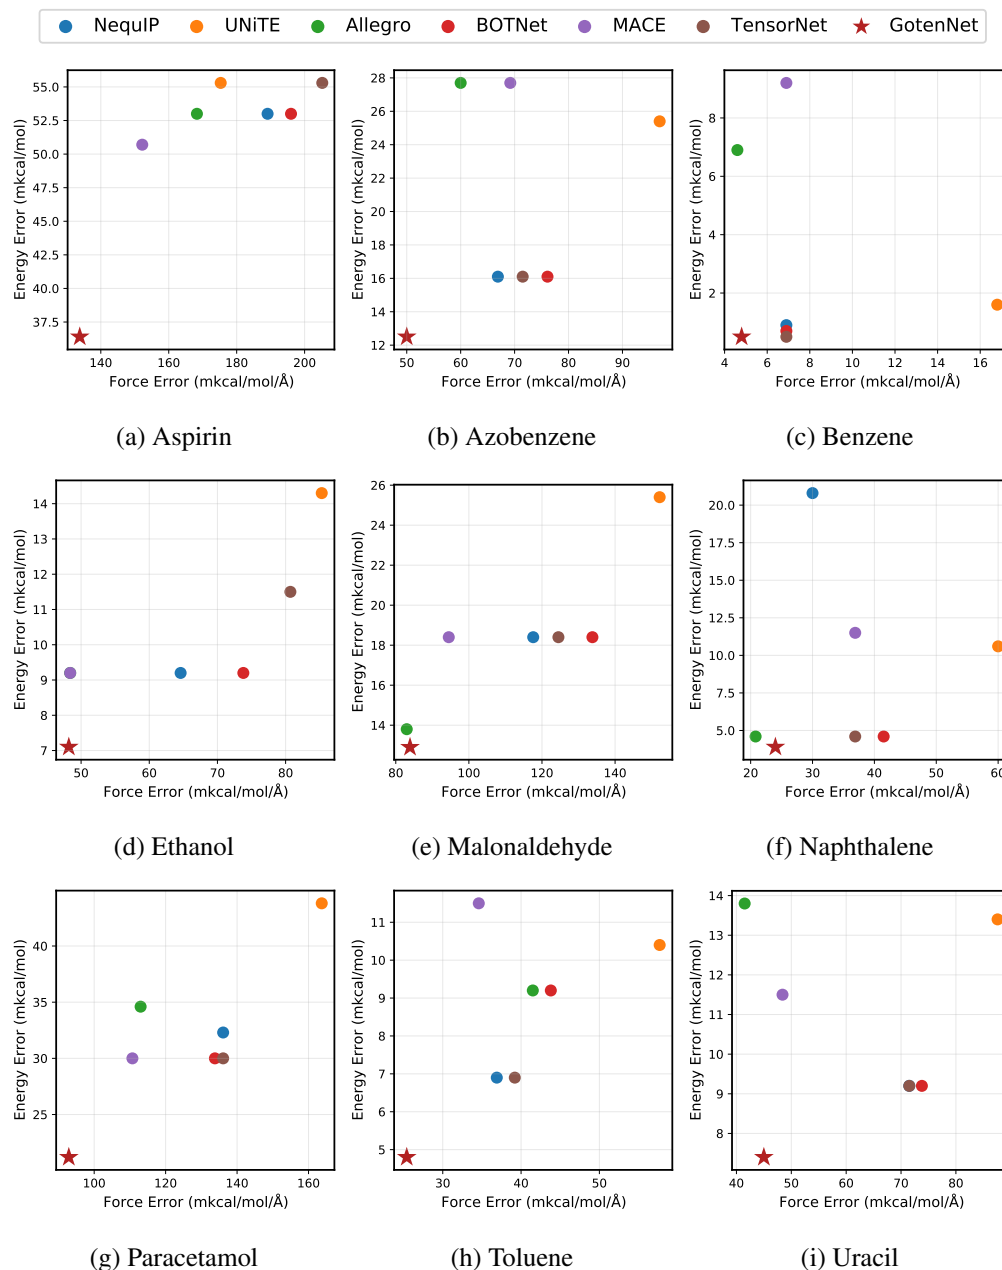 NequIP UNiTE Allegro BOTNet MACE TensorNet GotenNet
Energy Error (mkcal/mol)
55.0
52.5
50.0
47.5
45.0
42.5
40.0
37.5
140 160 180 200
Force Error (mkcal/mol/Å)
(a) Aspirin
Energy Error (mkcal/mol)
28
26
24
22
20
18
16
14
12
50 60 70 80 90
Force Error (mkcal/mol/Å)
(b) Azobenzene
Energy Error (mkcal/mol)
8
6
4
2
4 6 8 10 12 14 16
Force Error (mkcal/mol/Å)
(c) Benzene
Energy Error (mkcal/mol)
14
13
12
11
10
9
8
7
50 60 70 80
Force Error (mkcal/mol/Å)
(d) Ethanol
Energy Error (mkcal/mol)
26
24
22
20
18
16
14
80 100 120 140
Force Error (mkcal/mol/Å)
(e) Malonaldehyde
Energy Error (mkcal/mol)
20.0
17.5
15.0
12.5
10.0
7.5
5.0
20 30 40 50 60
Force Error (mkcal/mol/Å)
(f) Naphthalene
Energy Error (mkcal/mol)
40
35
30
25
100 120 140 160
Force Error (mkcal/mol/Å)
(g) Paracetamol
Energy Error (mkcal/mol)
11
10
9
8
7
6
5
30 40 50
Force Error (mkcal/mol/Å)
(h) Toluene
Energy Error (mkcal/mol)
14
13
12
11
10
9
8
40 50 60 70 80
Force Error (mkcal/mol/Å)
(i) Uracil